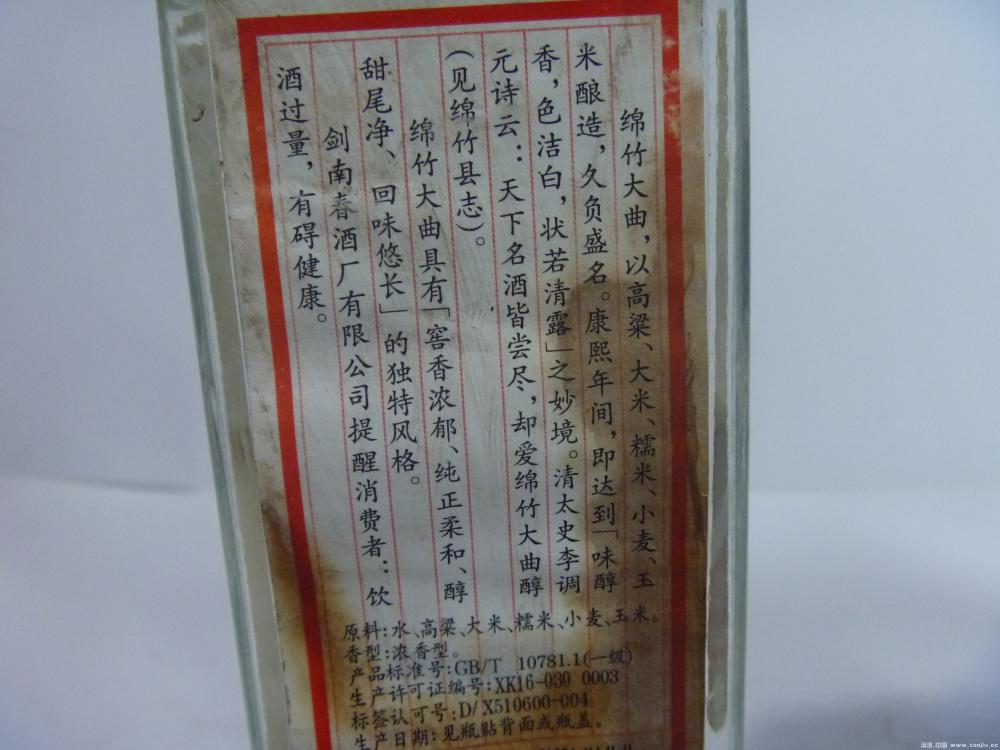 绵竹大曲，以高粱、大米、糯米、小麦、玉
米酿造，久负盛名。康熙年间，即达到「味醇
香，色洁白，状若清露」之妙境。清太史李调
元诗云：天下名酒皆尝尽，却爱绵竹大曲醇
(见绵竹县志)。
绵竹大曲具有「窖香浓郁、纯正柔和、醇
甜尾净、回味悠长」的独特风格。
剑南春酒厂有限公司提醒消费者：饮
酒过量，有碍健康。
原料:水、高粱、大米、糯米、小麦、玉米。
香型:浓香型。
产品标准号:GB/T 10781.1(一级)
生产许可证编号:XK16-030 0003
标签认可号:D/X510600-004
生产日期:见瓶贴背面或瓶盖。
www.taojiu.cc